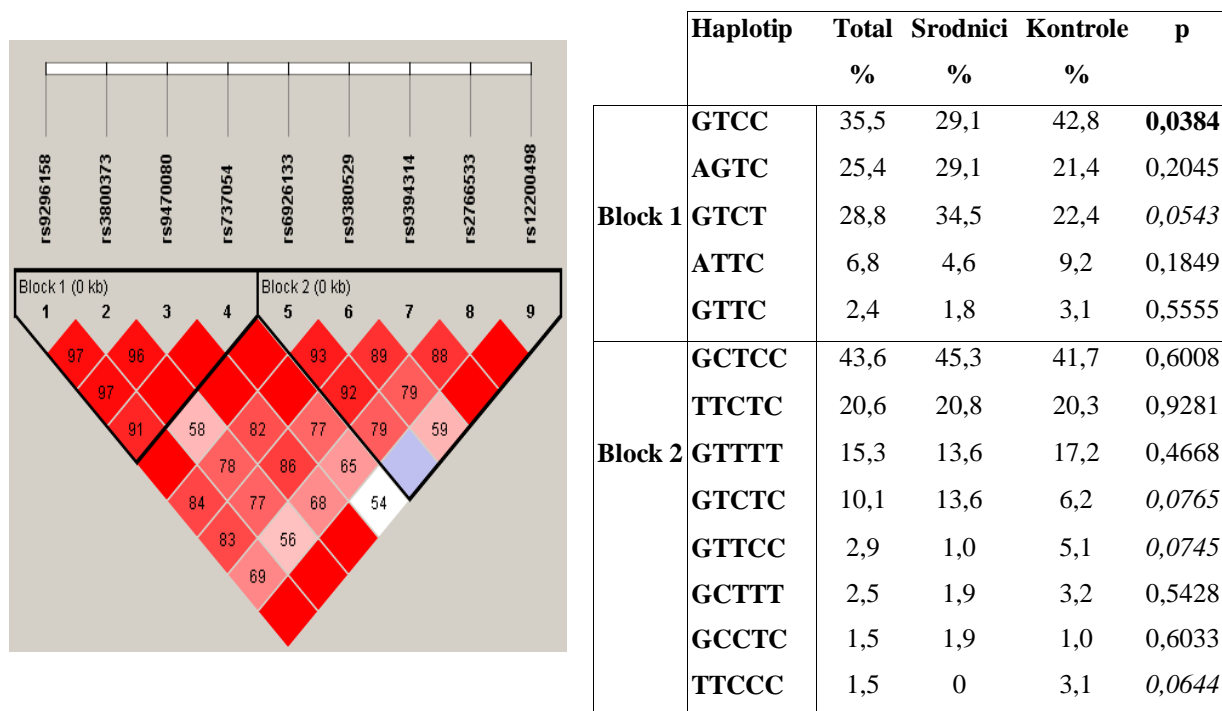 rs9296158
rs3800373
rs9470080
rs737054
rs6926133
rs9380529
rs9394314
rs2766533
rs12200498
Block 1 (0 kb) Block 2 (0 kb)
1 2 3 4 5 6 7 8 9
97 96 93 89 88
97 92 79
91 58 82 77 79 59
78 86 65
84 77 68 54
83 56
69
Haplotip Total Srodnici Kontrole p
% % %
GTCC 35,5 29,1 42,8 0,0384
AGTC 25,4 29,1 21,4 0,2045
Block 1 GTCT 28,8 34,5 22,4 0,0543
ATTC 6,8 4,6 9,2 0,1849
GTTC 2,4 1,8 3,1 0,5555
GCTCC 43,6 45,3 41,7 0,6008
TTCTC 20,6 20,8 20,3 0,9281
Block 2 GTTTT 15,3 13,6 17,2 0,4668
GTCTC 10,1 13,6 6,2 0,0765
GTTCC 2,9 1,0 5,1 0,0745
GCTTT 2,5 1,9 3,2 0,5428
GCCTC 1,5 1,9 1,0 0,6033
TTCCC 1,5 0 3,1 0,0644